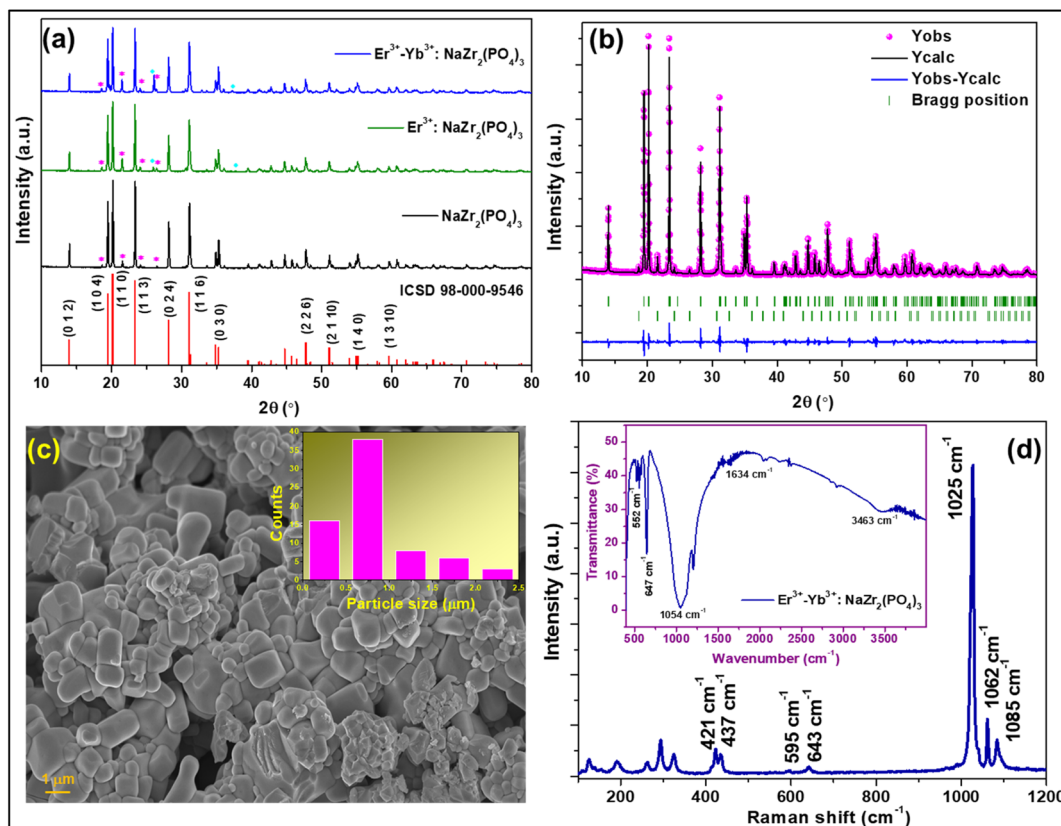 (a)
Er³⁺-Yb³⁺: NaZr₂(PO₄)₃
Er³⁺: NaZr₂(PO₄)₃
NaZr₂(PO₄)₃
ICSD 98-000-9546
(0 1 2)
(1 0 4)
(1 1 0)
(1 1 3)
(0 2 4)
(1 1 6)
(0 3 0)
(2 2 6)
(2 1 10)
(1 4 0)
(1 3 10)
Intensity (a.u.)
10 20 30 40 50 60 70 80
2θ (°)
(b)
Yobs
Ycalc
Yobs-Ycalc
Bragg position
Intensity (a.u.)
10 20 30 40 50 60 70 80
2θ (°)
(c)
40
35
30
25
20
15
10
5
0
Counts
0.0 0.5 1.0 1.5 2.0 2.5
Particle size (μm)
1 μm
(d)
Intensity (a.u.)
50
40
30
20
10
0
Transmittance (%)
552 cm⁻¹
647 cm⁻¹
1054 cm⁻¹
1634 cm⁻¹
3463 cm⁻¹
Er³⁺-Yb³⁺: NaZr₂(PO₄)₃
500 1000 1500 2000 2500 3000 3500
Wavenumber (cm⁻¹)
421 cm⁻¹
437 cm⁻¹
595 cm⁻¹
643 cm⁻¹
1025 cm⁻¹
1062 cm⁻¹
1085 cm⁻¹
200 400 600 800 1000 1200
Raman shift (cm⁻¹)